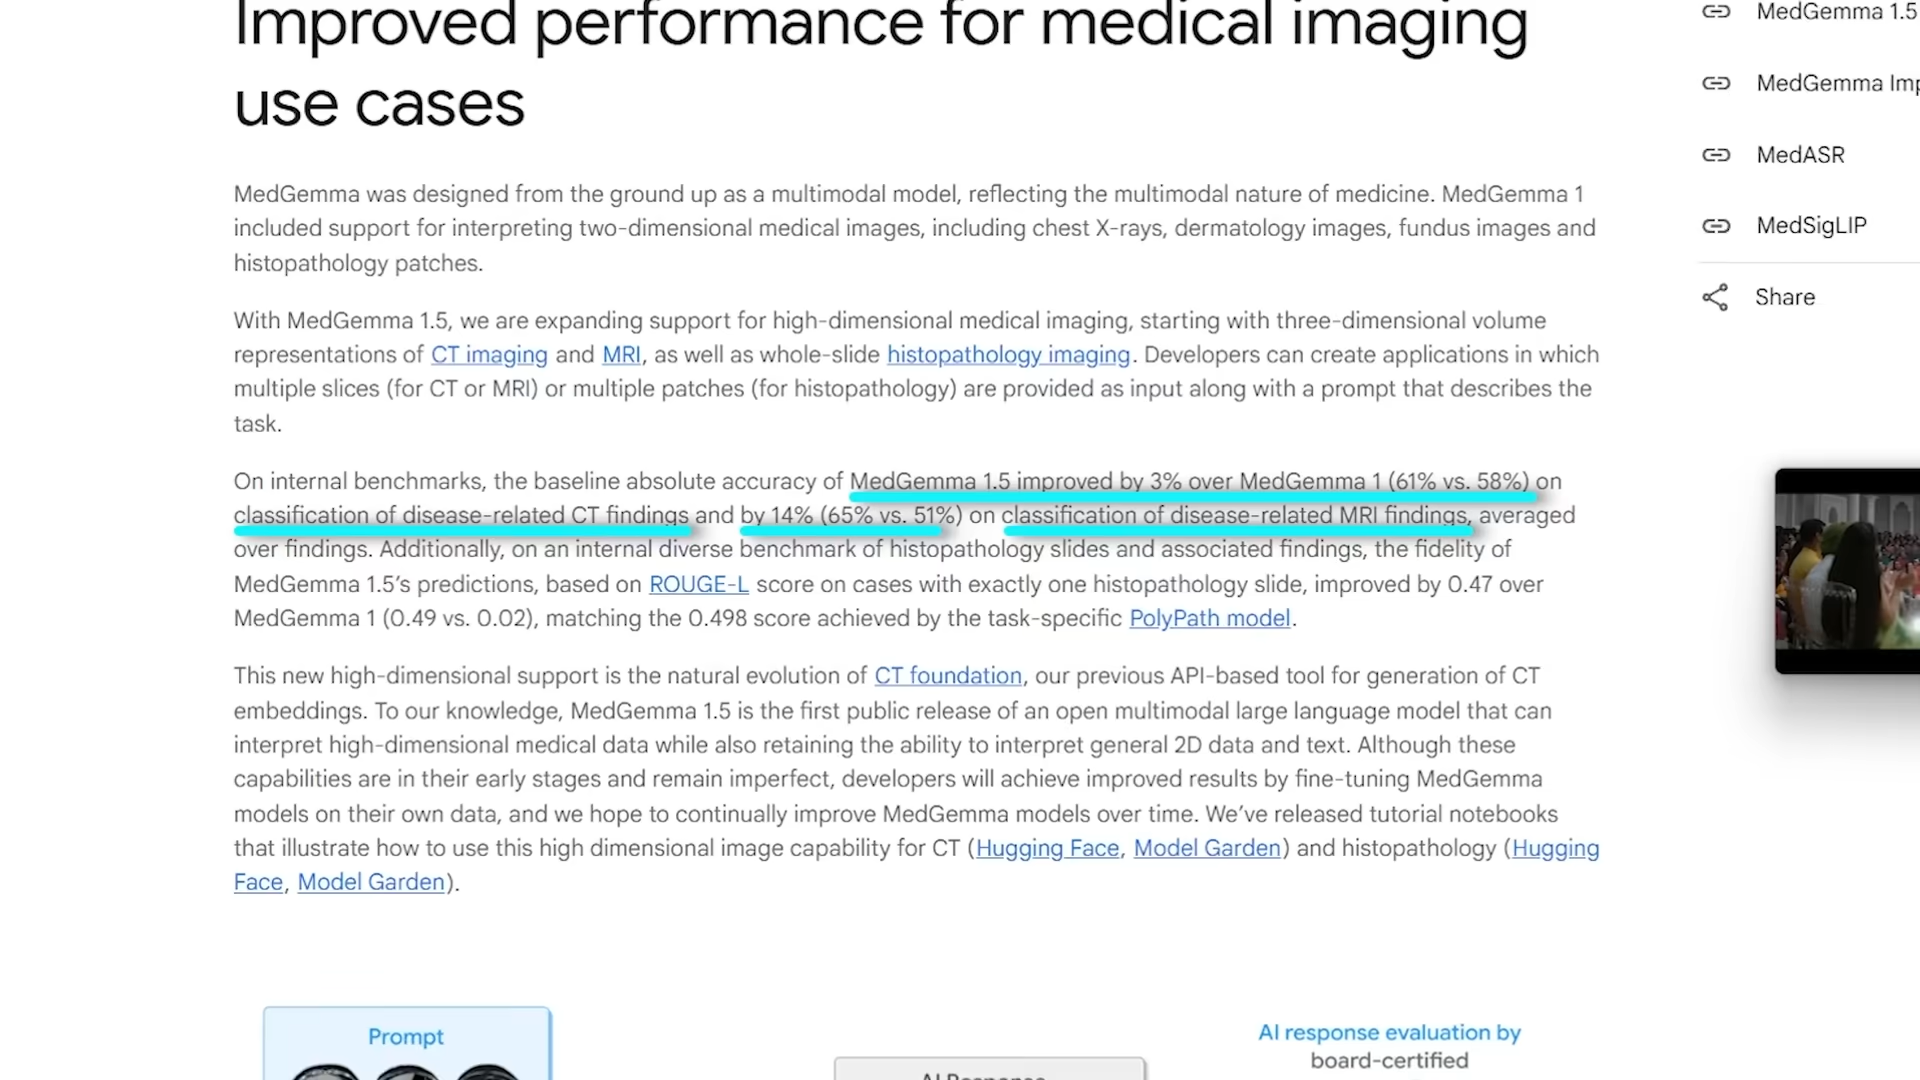 Improved performance for medical imaging
use cases
MedGemma was designed from the ground up as a multimodal model, reflecting the multimodal nature of medicine. MedGemma 1
included support for interpreting two-dimensional medical images, including chest X-rays, dermatology images, fundus images and
histopathology patches.
With MedGemma 1.5, we are expanding support for high-dimensional medical imaging, starting with three-dimensional volume
representations of CT imaging and MRI, as well as whole-slide histopathology imaging. Developers can create applications in which
multiple slices (for CT or MRI) or multiple patches (for histopathology) are provided as input along with a prompt that describes the
task.
On internal benchmarks, the baseline absolute accuracy of MedGemma 1.5 improved by 3% over MedGemma 1 (61% vs. 58%) on
classification of disease-related CT findings and by 14% (65% vs. 51%) on classification of disease-related MRI findings, averaged
over findings. Additionally, on an internal diverse benchmark of histopathology slides and associated findings, the fidelity of
MedGemma 1.5’s predictions, based on ROUGE-L score on cases with exactly one histopathology slide, improved by 0.47 over
MedGemma 1 (0.49 vs. 0.02), matching the 0.498 score achieved by the task-specific PolyPath model.
This new high-dimensional support is the natural evolution of CT foundation, our previous API-based tool for generation of CT
embeddings. To our knowledge, MedGemma 1.5 is the first public release of an open multimodal large language model that can
interpret high-dimensional medical data while also retaining the ability to interpret general 2D data and text. Although these
capabilities are in their early stages and remain imperfect, developers will achieve improved results by fine-tuning MedGemma
models on their own data, and we hope to continually improve MedGemma models over time. We’ve released tutorial notebooks
that illustrate how to use this high dimensional image capability for CT (Hugging Face, Model Garden) and histopathology (Hugging
Face, Model Garden).
Prompt
AI Response
AI response evaluation by
board-certified
MedGemma 1.5
MedGemma Imp
MedASR
MedSigLIP
Share